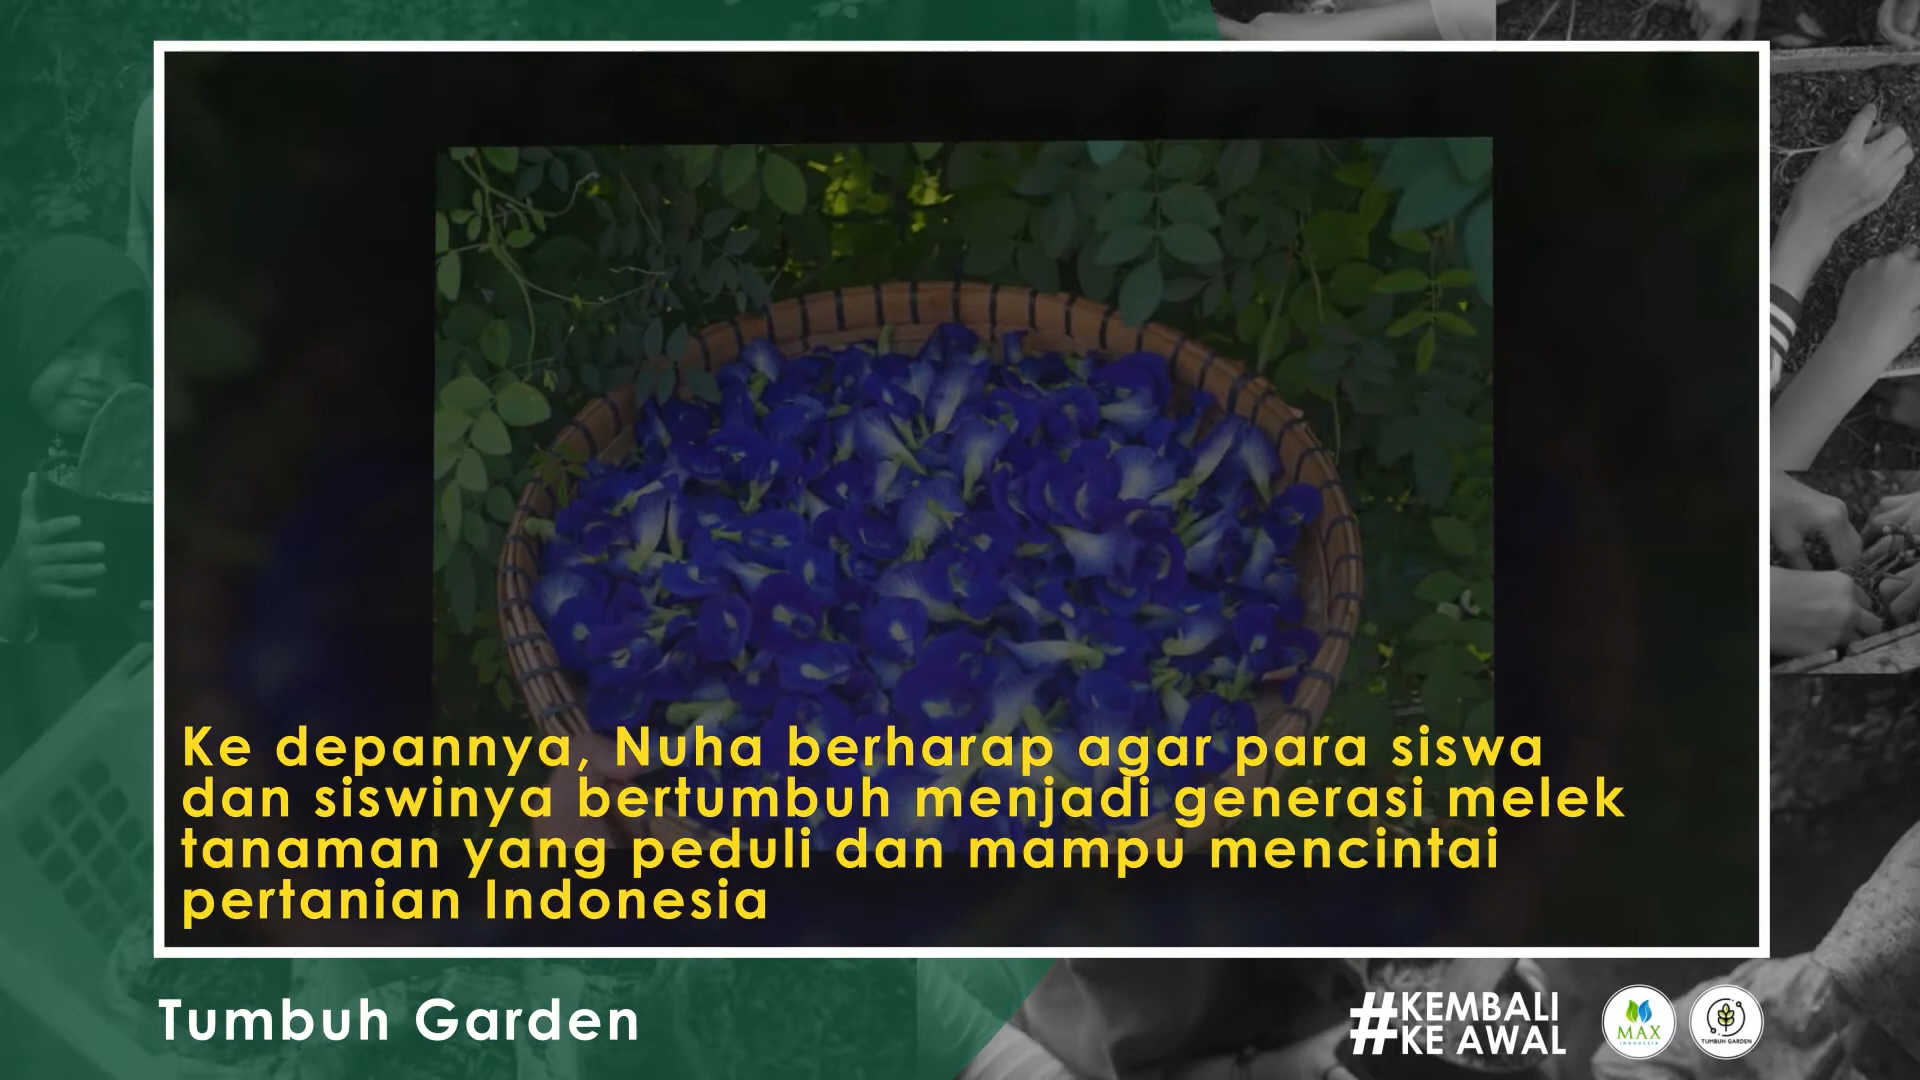 Ke depannya, Nuha berharap agar para siswa
dan siswinya bertumbuh menjadi generasi melek
tanaman yang peduli dan mampu mencintai
pertanian Indonesia
Tumbuh Garden
#KEMBALI
KE AWAL
MAX
INDONESIA
TUMBUH GARDEN